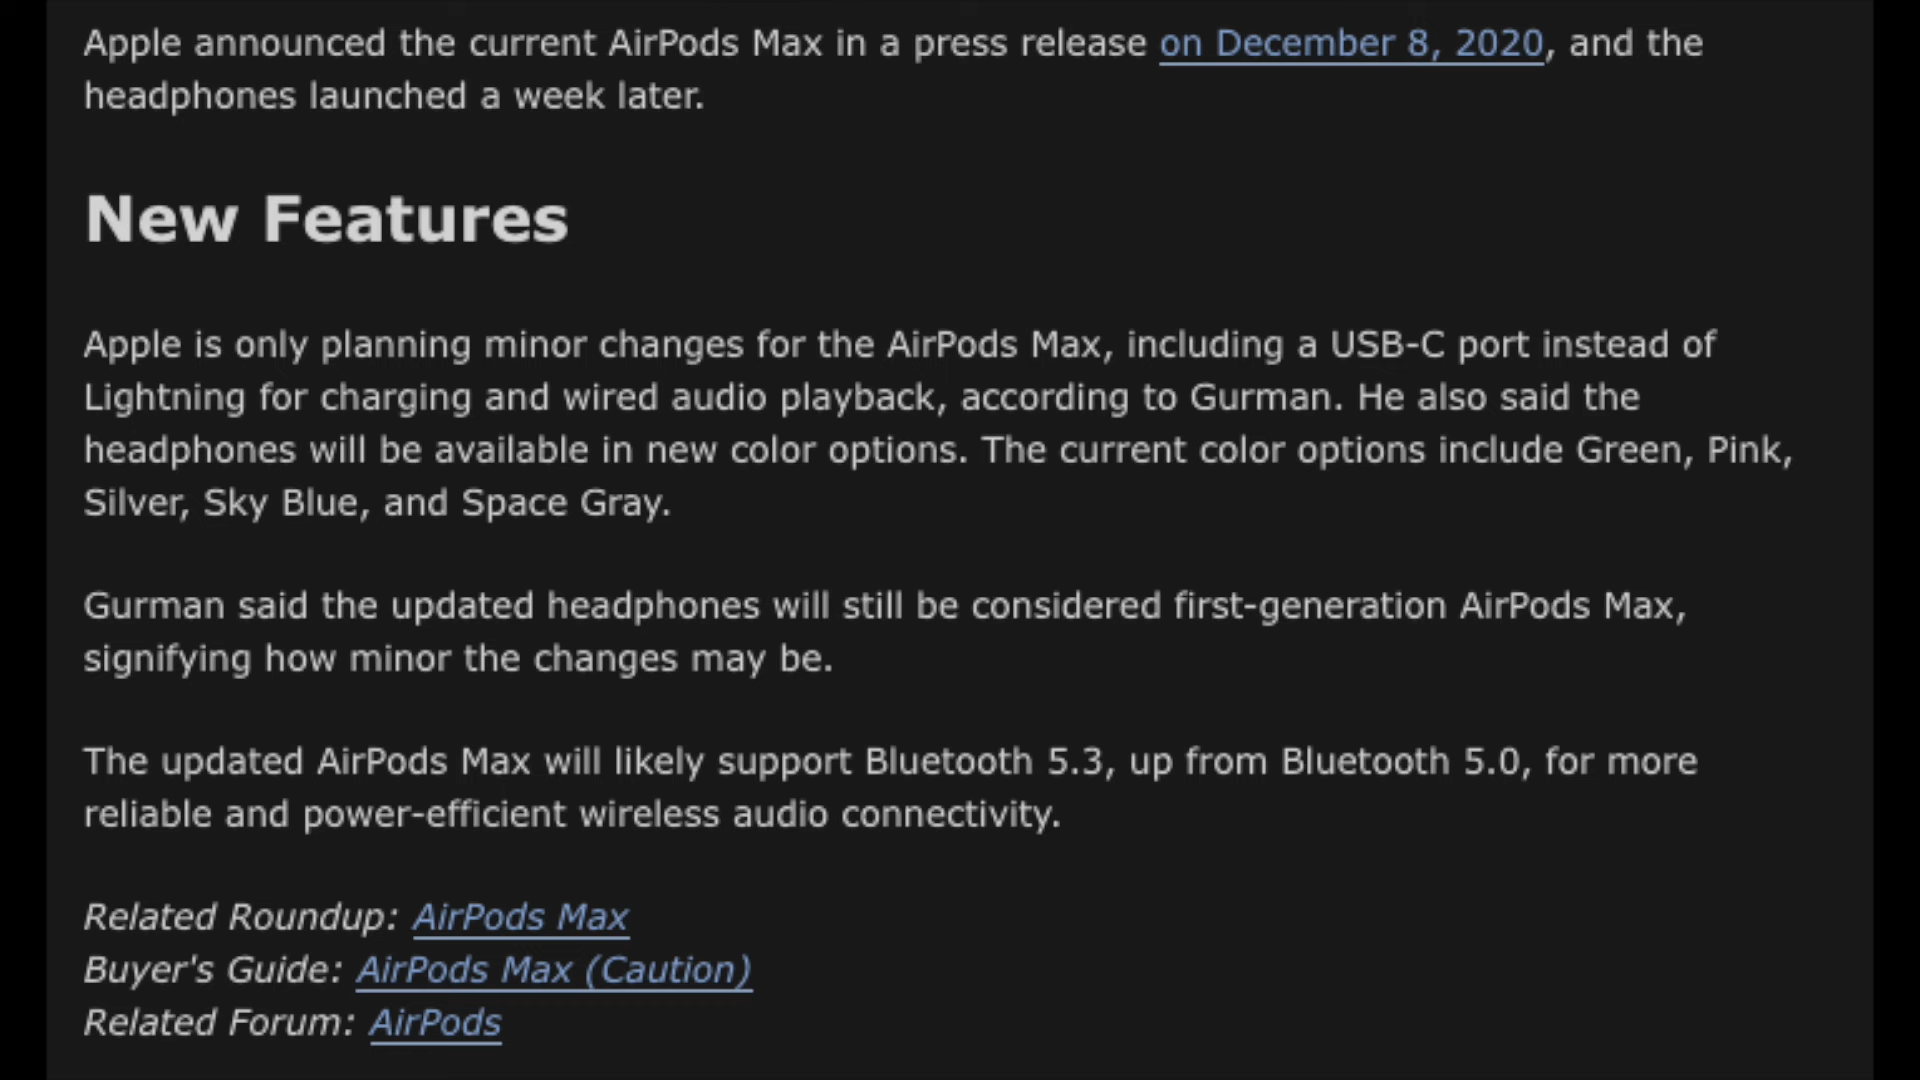 Apple announced the current AirPods Max in a press release on December 8, 2020, and the
headphones launched a week later.
New Features
Apple is only planning minor changes for the AirPods Max, including a USB-C port instead of
Lightning for charging and wired audio playback, according to Gurman. He also said the
headphones will be available in new color options. The current color options include Green, Pink,
Silver, Sky Blue, and Space Gray.
Gurman said the updated headphones will still be considered first-generation AirPods Max,
signifying how minor the changes may be.
The updated AirPods Max will likely support Bluetooth 5.3, up from Bluetooth 5.0, for more
reliable and power-efficient wireless audio connectivity.
Related Roundup: AirPods Max
Buyer's Guide: AirPods Max (Caution)
Related Forum: AirPods